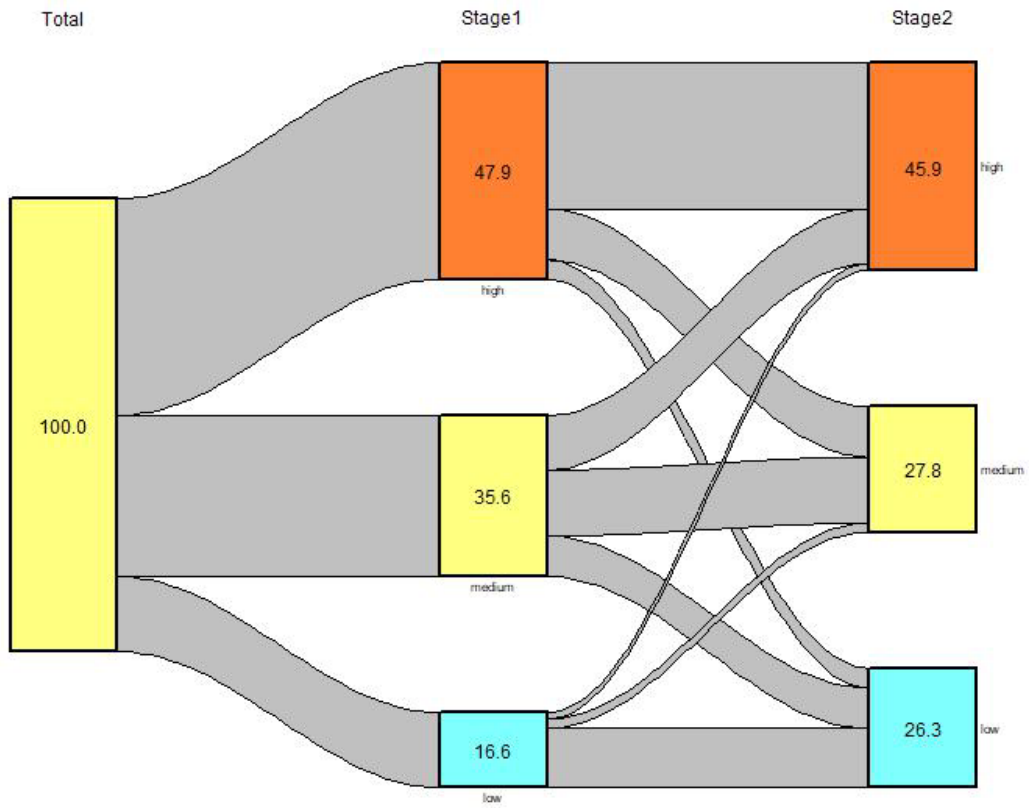 Total Stage1 Stage2
47.9
high
45.9
high
100.0
35.6
medium
27.8
medium
16.6
low
26.3
low